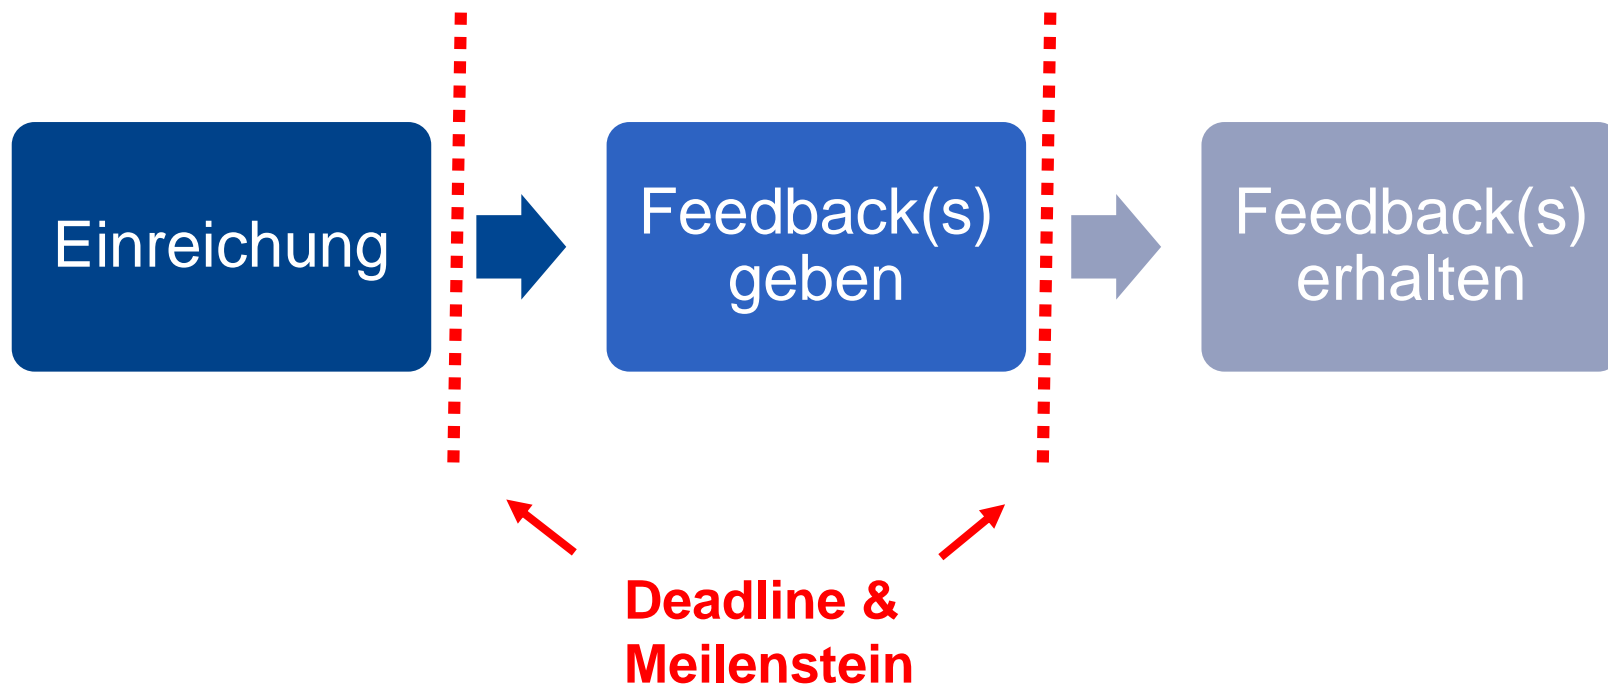 Einreichung
Feedback(s)
geben
Feedback(s)
erhalten
Deadline &
Meilenstein